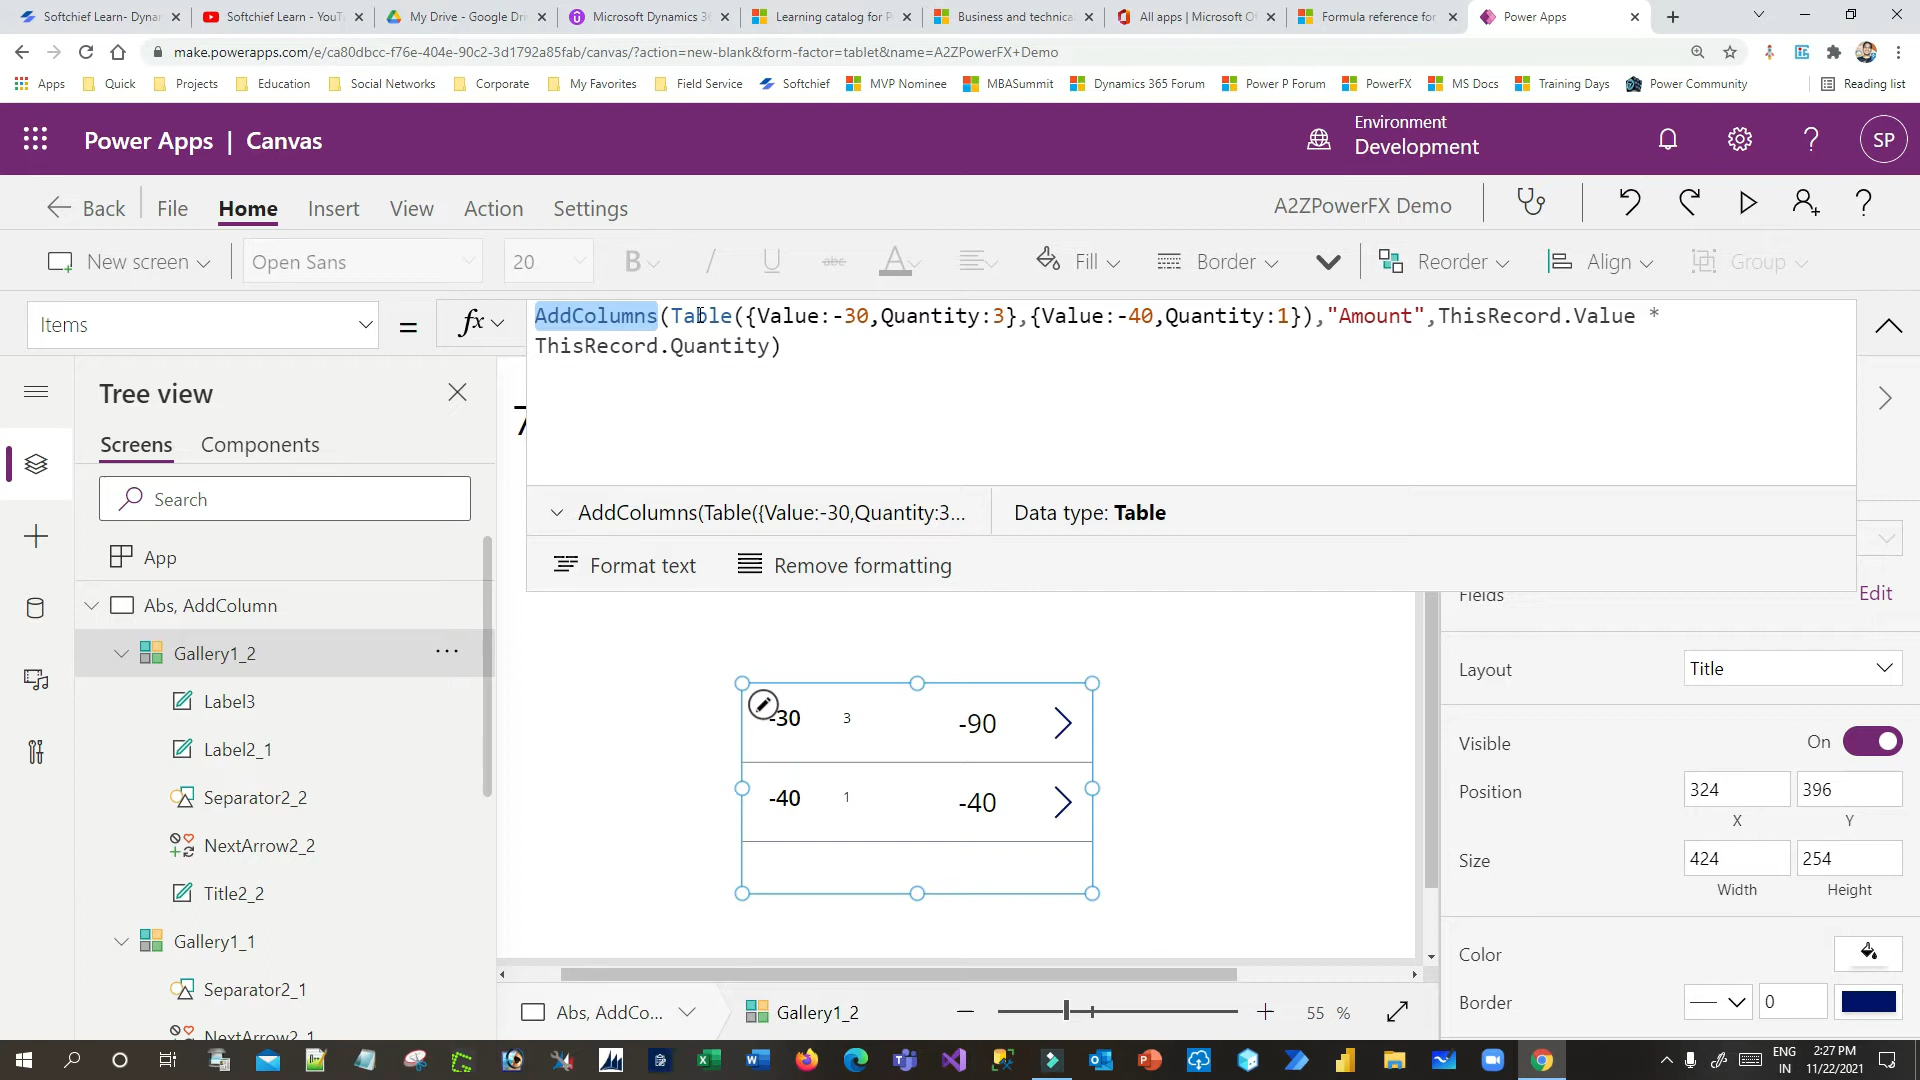 Softchief Learn- Dynar
Softchief Learn - YouT
My Drive - Google Dri
Microsoft Dynamics 36
Learning catalog for P
Business and technica
All apps | Microsoft Of
Formula reference for
Power Apps
make.powerapps.com/e/ca80dbcc-f76e-404e-90c2-3d1792a85fab/canvas/?action=new-blank&form-factor=tablet&name=A2ZPowerFX+Demo
Apps Quick Projects Education Social Networks Corporate My Favorites Field Service Softchief MVP Nominee MBASummit Dynamics 365 Forum Power P Forum PowerFX MS Docs Training Days Power Community Reading list
Power Apps | Canvas
Environment
Development
SP
Back File Home Insert View Action Settings A2ZPowerFX Demo
New screen Open Sans 20 B / U abc A Fill Border Reorder Align Group
Items = fx
AddColumns(Table({Value:-30,Quantity:3},{Value:-40,Quantity:1}),"Amount",ThisRecord.Value *
ThisRecord.Quantity)
AddColumns(Table({Value:-30,Quantity:3... Data type: Table
Format text Remove formatting
Tree view
Screens Components
Search
App
Abs, AddColumn
Gallery1_2
Label3
Label2_1
Separator2_2
NextArrow2_2
Title2_2
Gallery1_1
Separator2_1
NextArrow2_1
7
-30 3 -90
-40 1 -40
Fields Edit
Layout Title
Visible On
Position 324 396
X Y
Size 424 254
Width Height
Color
Border 0
Abs, AddCo... Gallery1_2 55 %
ENG
IN
2:27 PM
11/22/2021